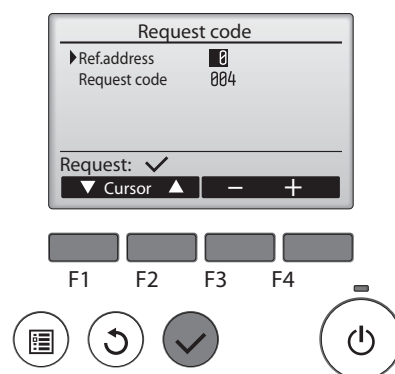 Request code
Ref.address 0
Request code 004
Request: ✓
▼ Cursor ▲ − +
F1 F2 F3 F4